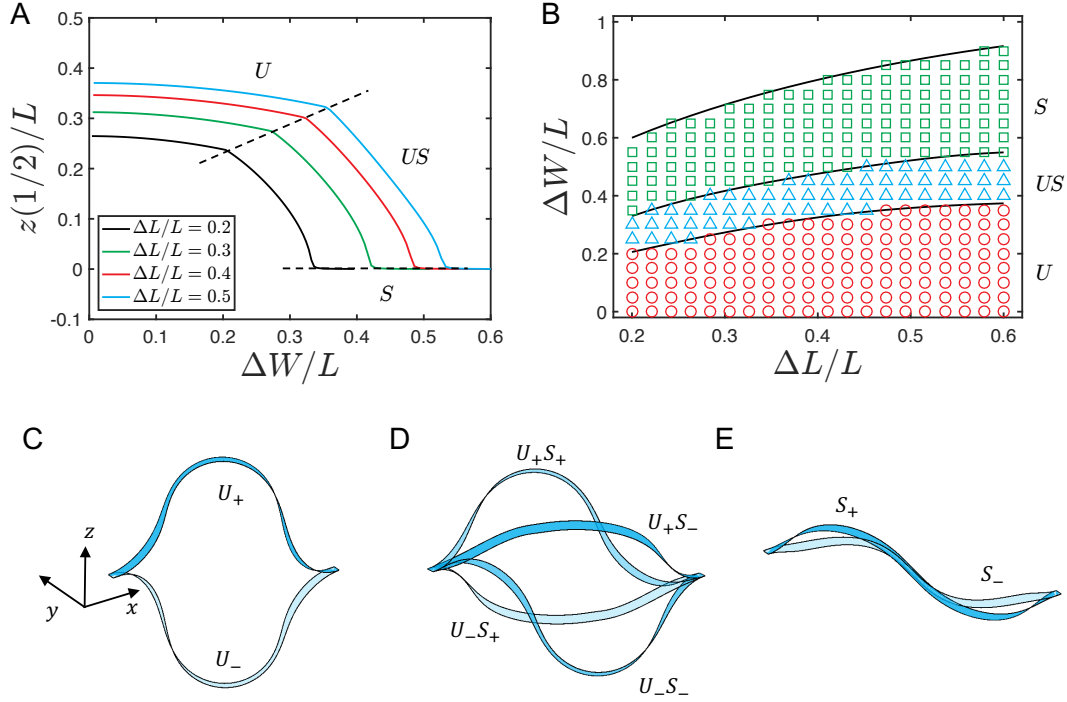 A
0.5
0.4
0.3
0.2
0.1
0
-0.1
z(1/2)/L
U
US
S
ΔL/L = 0.2
ΔL/L = 0.3
ΔL/L = 0.4
ΔL/L = 0.5
0 0.1 0.2 0.3 0.4 0.5 0.6
ΔW/L
B
1
0.8
0.6
0.4
0.2
0
ΔW/L
S
US
U
0.2 0.3 0.4 0.5 0.6
ΔL/L
C
U₊
U₋
z
y
x
D
U₊S₊
U₊S₋
U₋S₊
U₋S₋
E
S₊
S₋